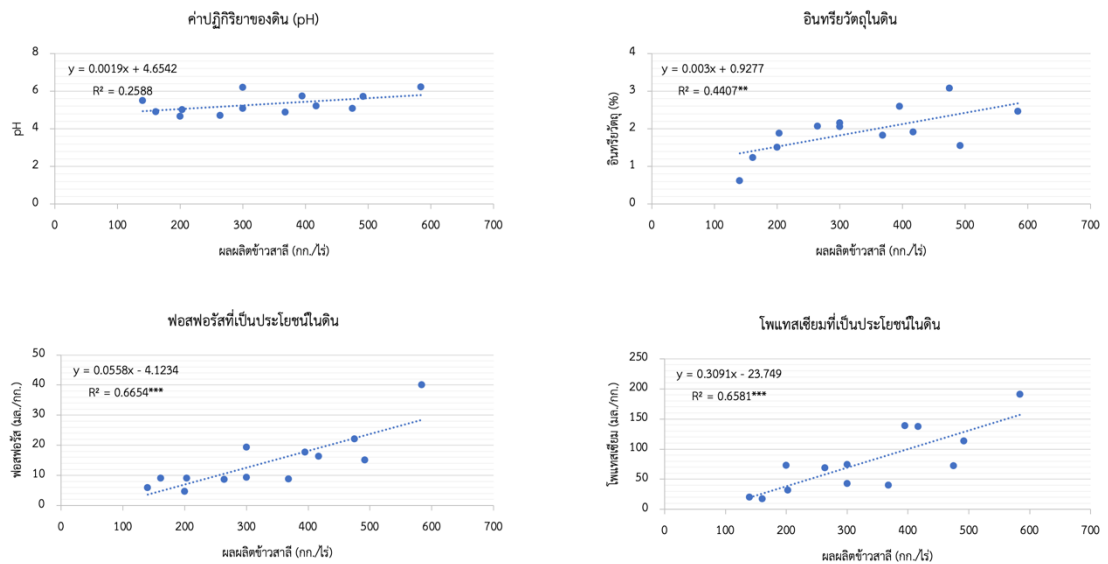 ค่าปฏิกิริยาของดิน (pH)
8
6
4
2
0
y = 0.0019x + 4.6542
R² = 0.2588
pH
0 100 200 300 400 500 600 700
ผลผลิตข้าวสาลี (กก./ไร่)
อินทรียวัตถุในดิน
4
3
2
1
0
y = 0.003x + 0.9277
R² = 0.4407**
อินทรียวัตถุ (%)
0 100 200 300 400 500 600 700
ผลผลิตข้าวสาลี (กก./ไร่)
ฟอสฟอรัสที่เป็นประโยชน์ในดิน
50
40
30
20
10
0
y = 0.0558x - 4.1234
R² = 0.6654***
ฟอสฟอรัส (มล./กก.)
0 100 200 300 400 500 600 700
ผลผลิตข้าวสาลี (กก./ไร่)
โพแทสเซียมที่เป็นประโยชน์ในดิน
250
200
150
100
50
0
y = 0.3091x - 23.749
R² = 0.6581***
โพแทสเซียม (มล./กก.)
0 100 200 300 400 500 600 700
ผลผลิตข้าวสาลี (กก./ไร่)